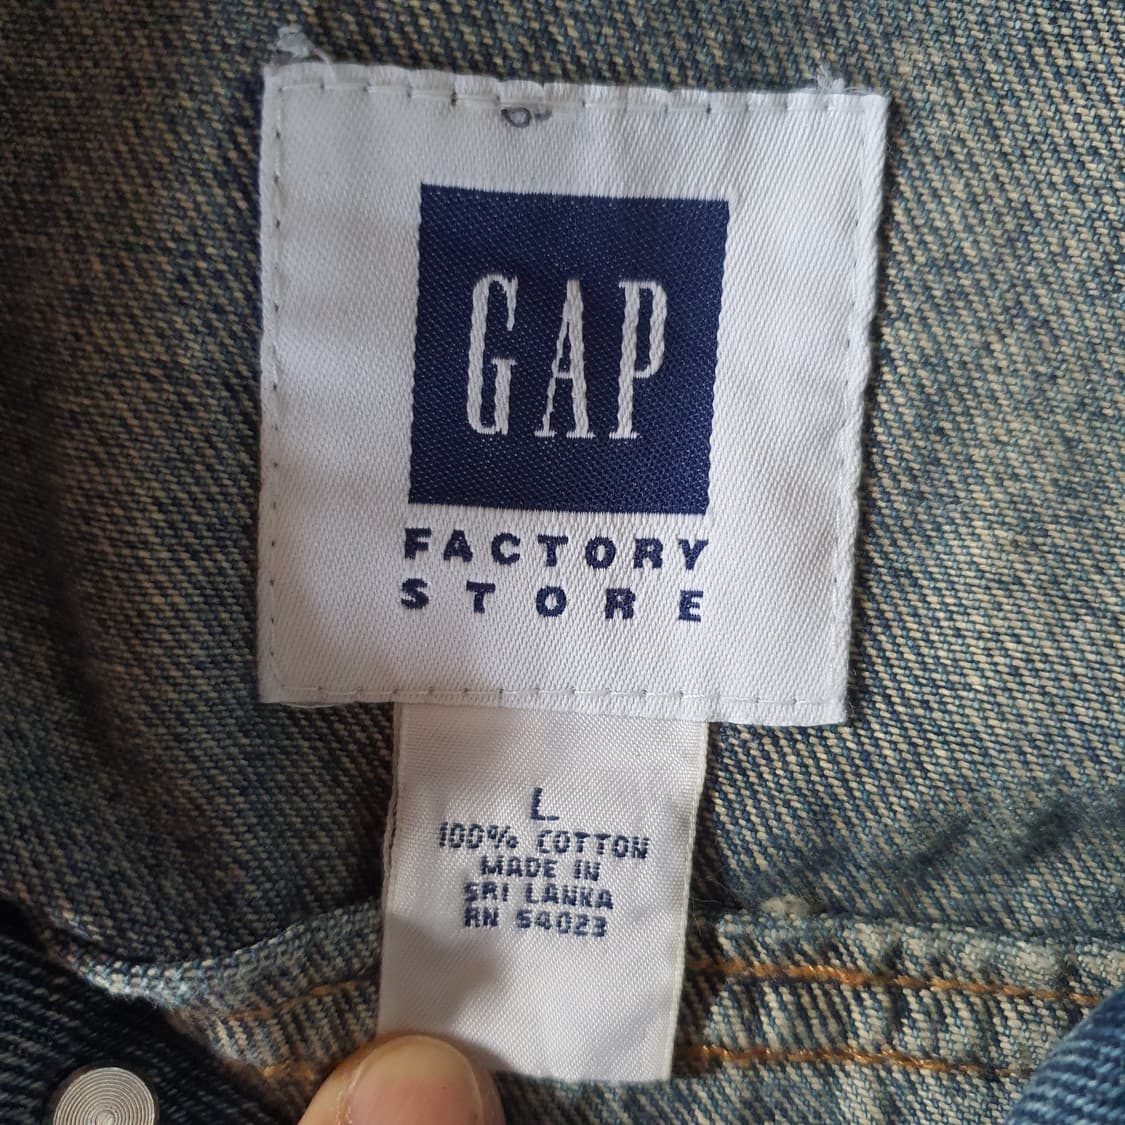 GAP
FACTORY
STORE
L
100% COTTON
MADE IN
SRI LANKA
RN 54023